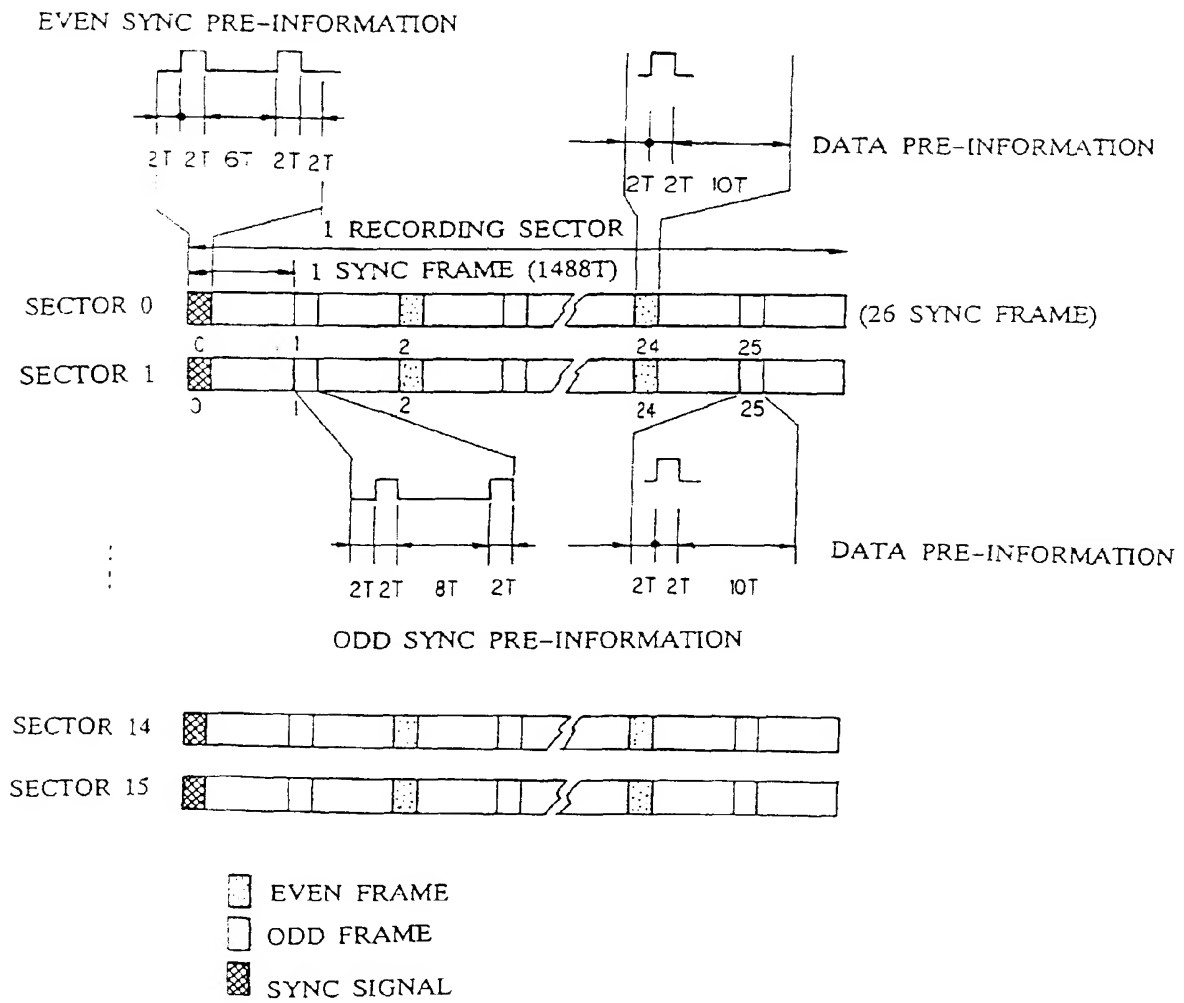 EVEN SYNC PRE-INFORMATION
2T 2T 6T 2T 2T
DATA PRE-INFORMATION
2T 2T 10T
1 RECORDING SECTOR
1 SYNC FRAME (1488T)
SECTOR 0
(26 SYNC FRAME)
0 1 2 24 25
SECTOR 1
0 1 2 24 25
2T 2T 8T 2T
2T 2T 10T
DATA PRE-INFORMATION
ODD SYNC PRE-INFORMATION
SECTOR 14
SECTOR 15
EVEN FRAME
ODD FRAME
SYNC SIGNAL